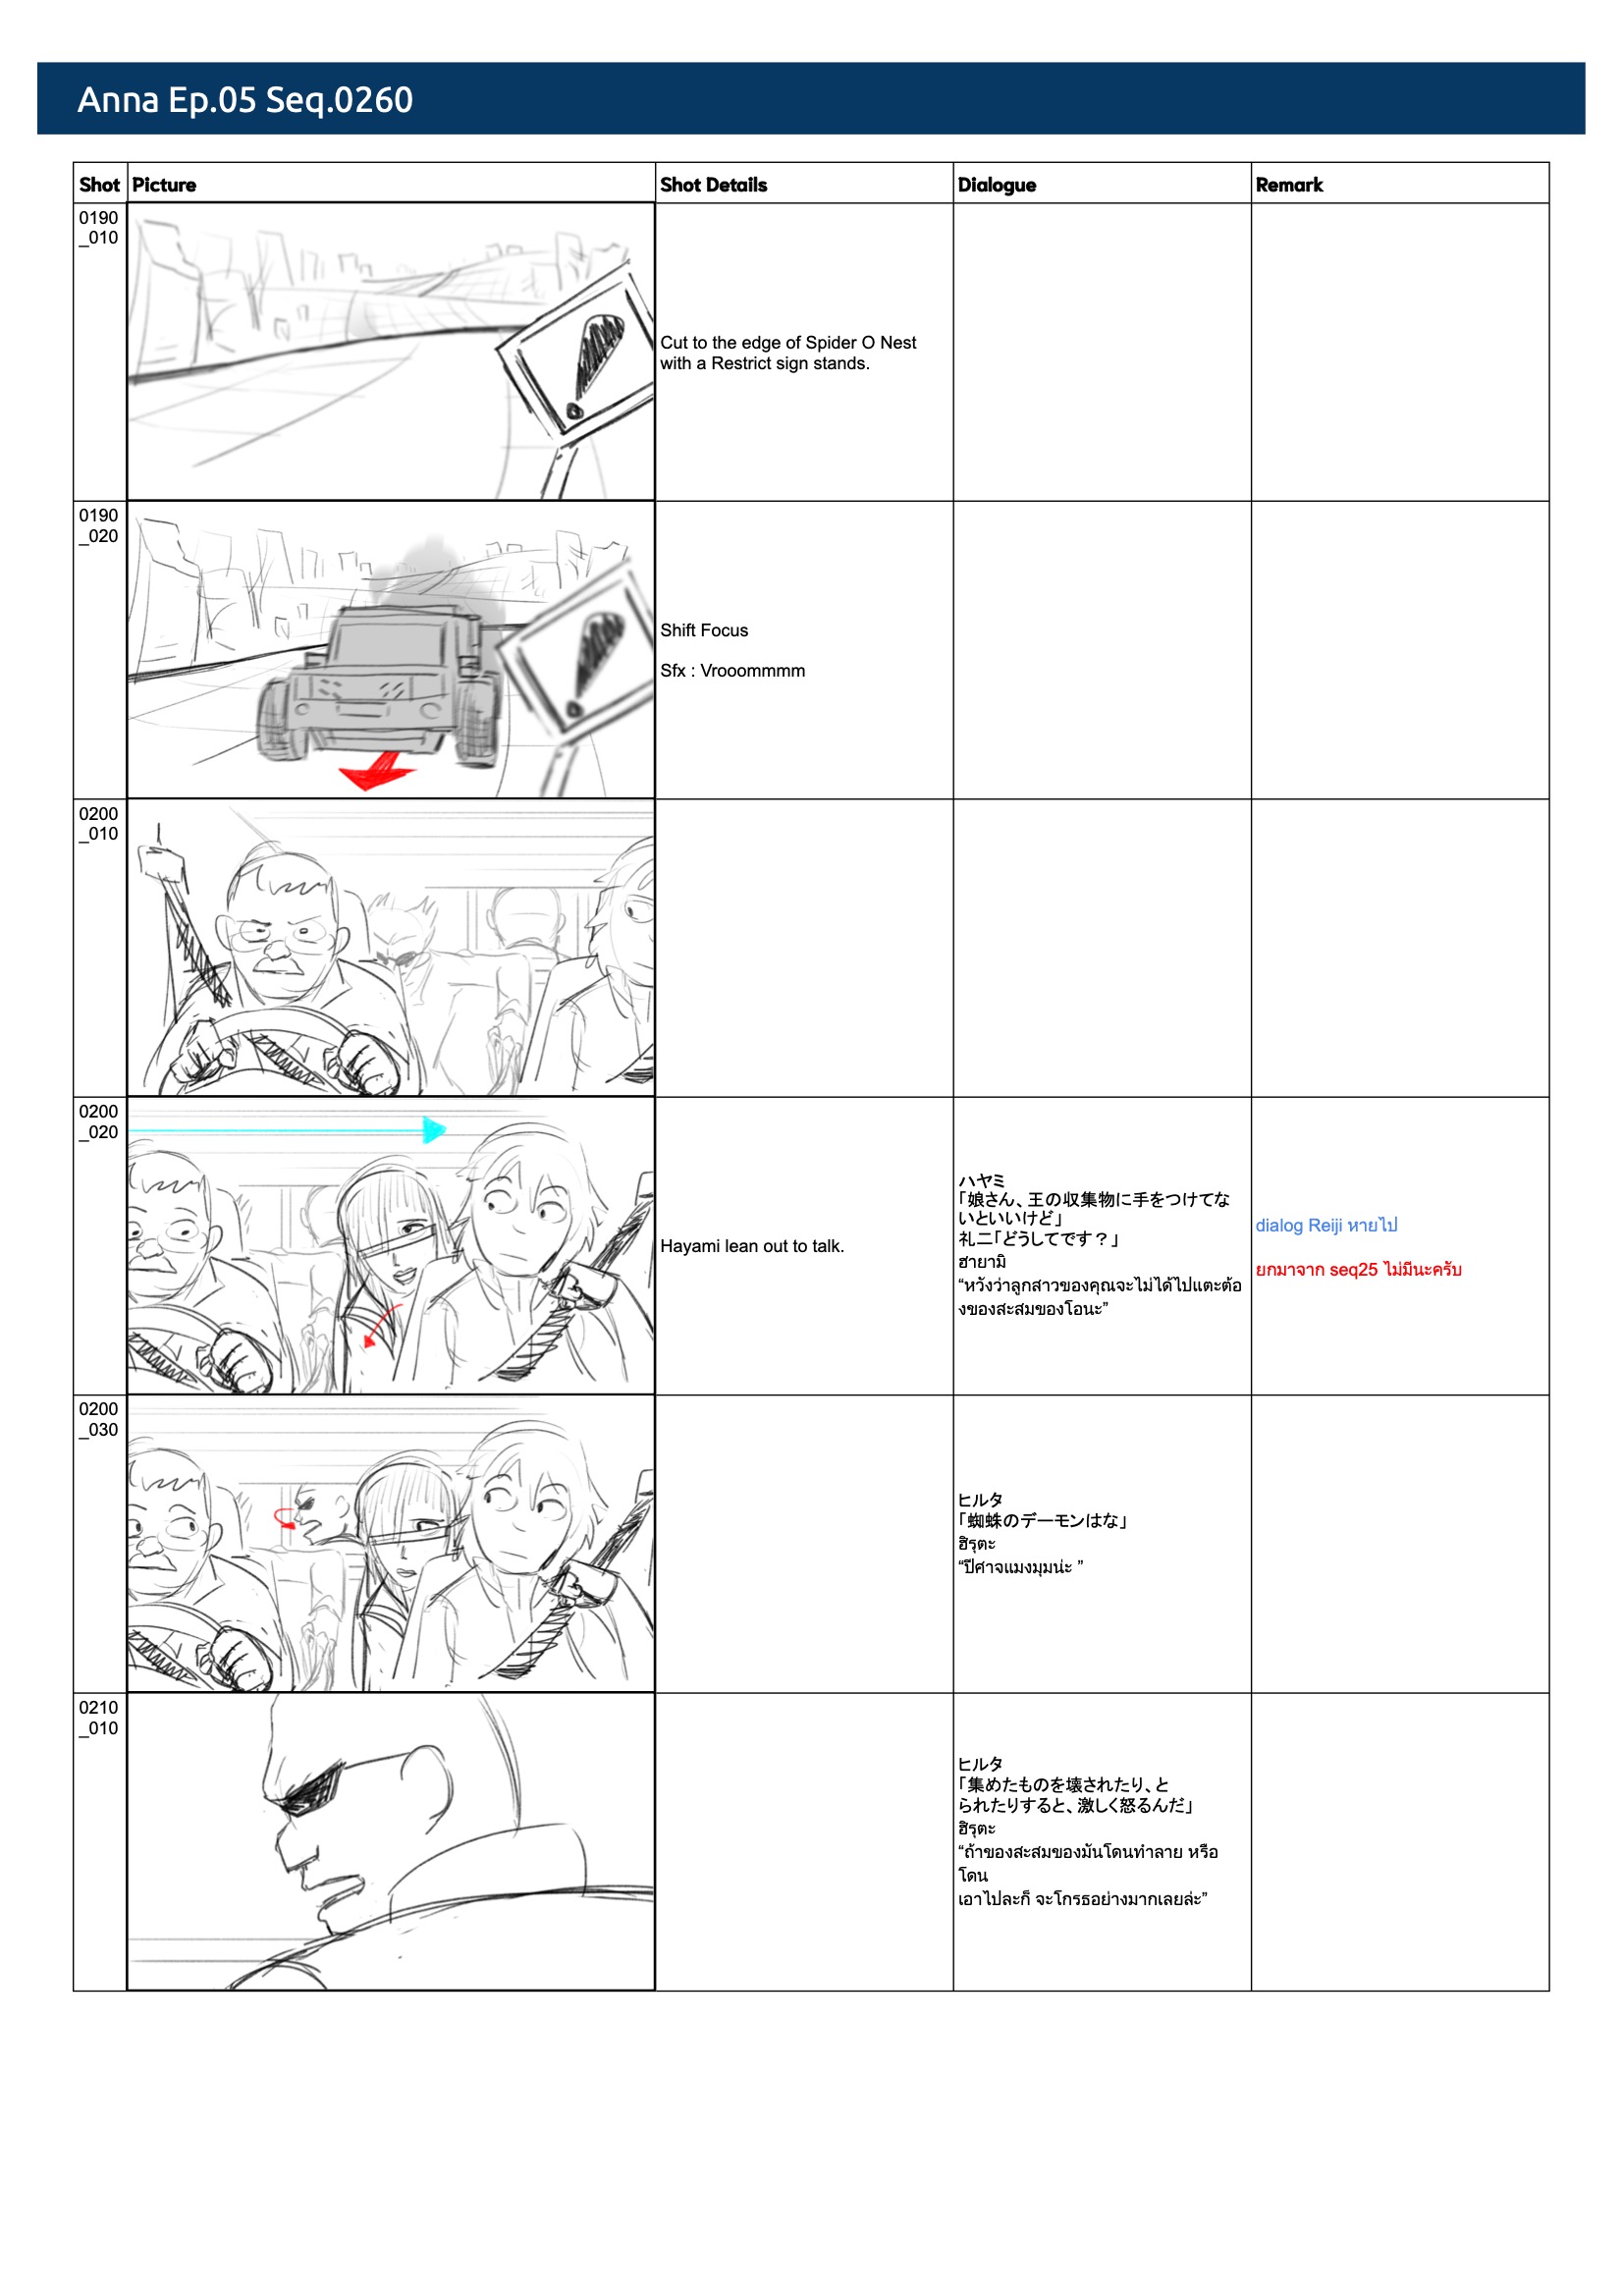 Anna Ep.05 Seq.0260
Shot Picture Shot Details Dialogue Remark
0190
_010
Cut to the edge of Spider O Nest
with a Restrict sign stands.
0190
_020
Shift Focus
Sfx : Vrooommmm
0200
_010
0200
_020
Hayami lean out to talk.
ハヤミ
「娘さん、王の収集物に手をつけてな
いといいけど」
礼二「どうしてです？」
ฮายามิ
“หวังว่าลูกสาวของคุณจะไม่ได้ไปแตะต้อ
งของสะสมของโอนะ”
dialog Reiji หายไป
ยกมาจาก seq25 ไม่มีนะครับ
0200
_030
ヒルタ
「蜘蛛のデーモンはな」
ฮิรุตะ
“ปีศาจแมงมุมน่ะ ”
0210
_010
ヒルタ
「集めたものを壊されたり、と
られたりすると、激しく怒るんだ」
ฮิรุตะ
“ถ้าของสะสมของมันโดนทำลาย หรือ
โดน
เอาไปละก็ จะโกรธอย่างมากเลยล่ะ”